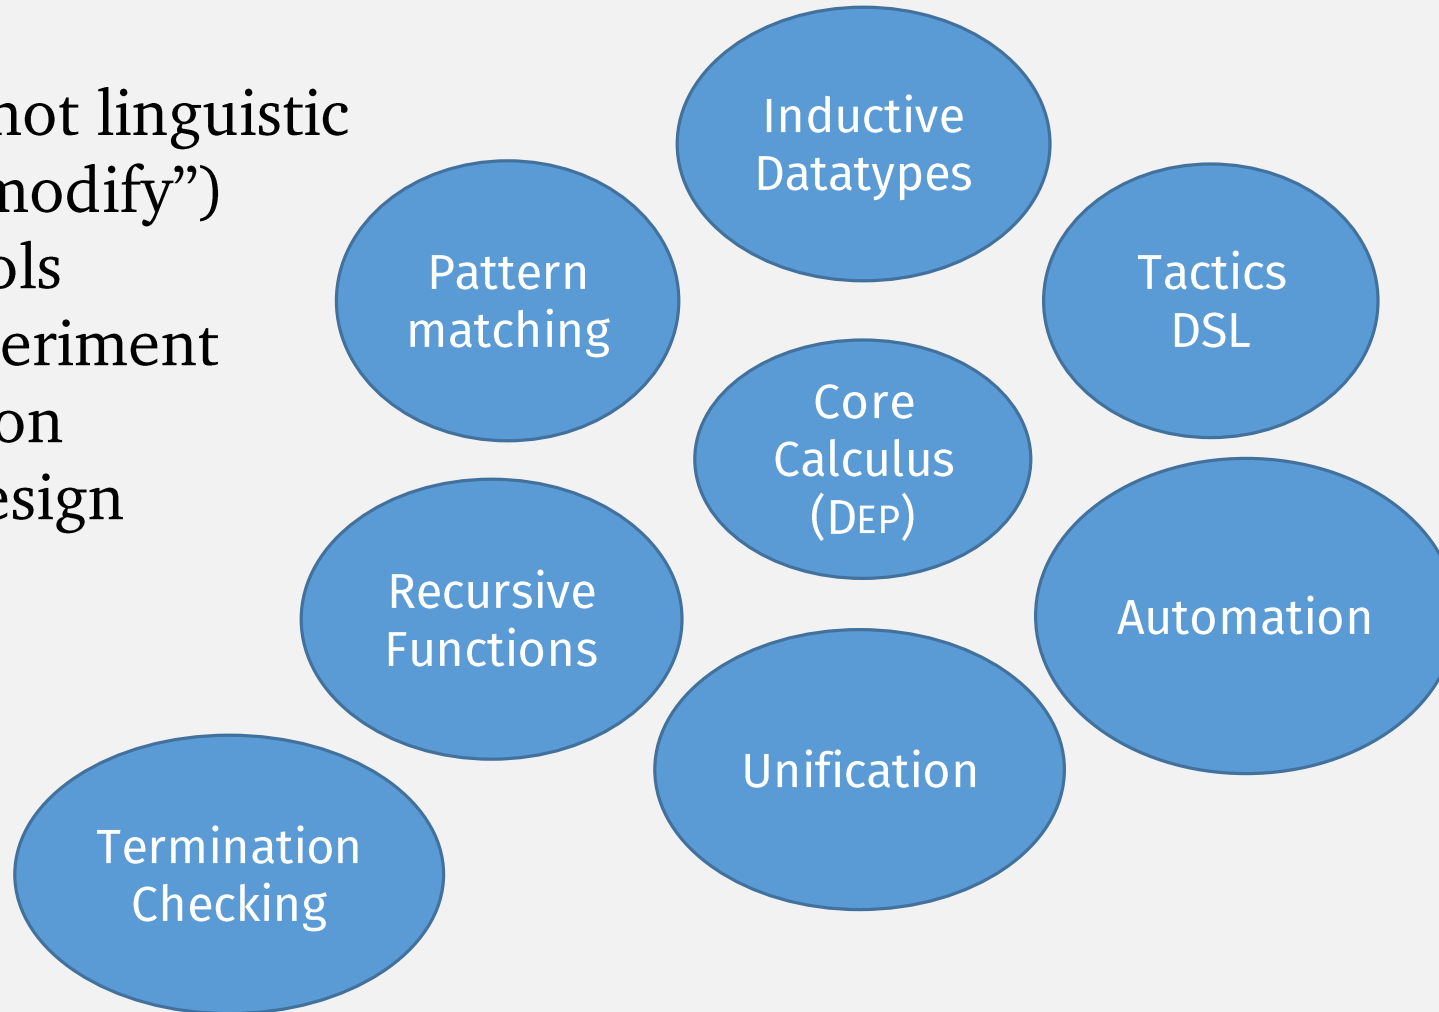 not linguistic
modify”)
ols
eriment
on
esign
Inductive
Datatypes
Pattern
matching
Tactics
DSL
Core
Calculus
(DEP)
Recursive
Functions
Automation
Unification
Termination
Checking